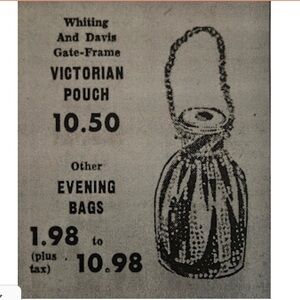 Whiting
And Davis
Gate-Frame
VICTORIAN
POUCH
10.50
Other
EVENING
BAGS
1.98 to
(plus
tax) 10.98